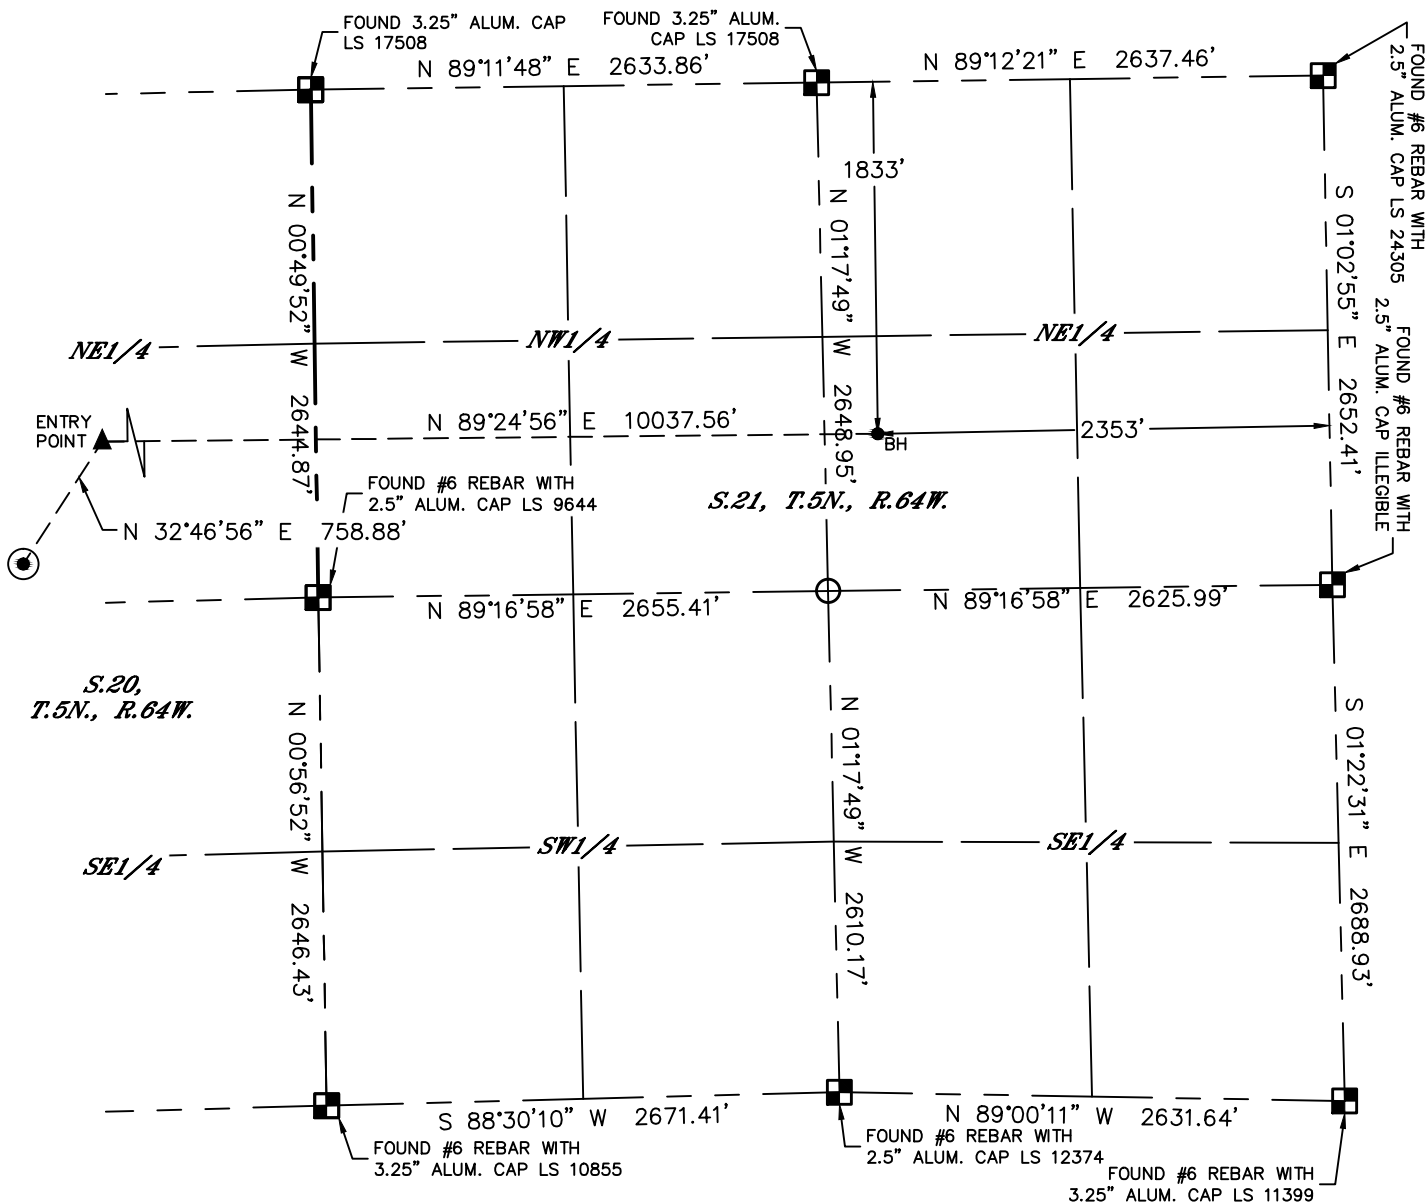 FOUND 3.25" ALUM. CAP
LS 17508
FOUND 3.25" ALUM.
CAP LS 17508
FOUND #6 REBAR WITH
2.5" ALUM. CAP LS 24305
N 89°11'48" E 2633.86'
N 89°12'21" E 2637.46'
1833'
N 00°49'52" W 2644.87'
N 01°17'49" W 2648.95'
S 01°02'55" E 2652.41'
FOUND #6 REBAR WITH
2.5" ALUM. CAP ILLEGIBLE
NE1/4
NW1/4
NE1/4
ENTRY
POINT
N 89°24'56" E 10037.56'
BH
2353'
FOUND #6 REBAR WITH
2.5" ALUM. CAP LS 9644
S.21, T.5N., R.64W.
N 32°46'56" E 758.88'
N 89°16'58" E 2655.41'
N 89°16'58" E 2625.99'
S.20,
T.5N., R.64W.
N 00°56'52" W 2646.43'
N 01°17'49" W 2610.17'
S 01°22'31" E 2688.93'
SE1/4
SW1/4
SE1/4
S 88°30'10" W 2671.41'
N 89°00'11" W 2631.64'
FOUND #6 REBAR WITH
3.25" ALUM. CAP LS 10855
FOUND #6 REBAR WITH
2.5" ALUM. CAP LS 12374
FOUND #6 REBAR WITH
3.25" ALUM. CAP LS 11399